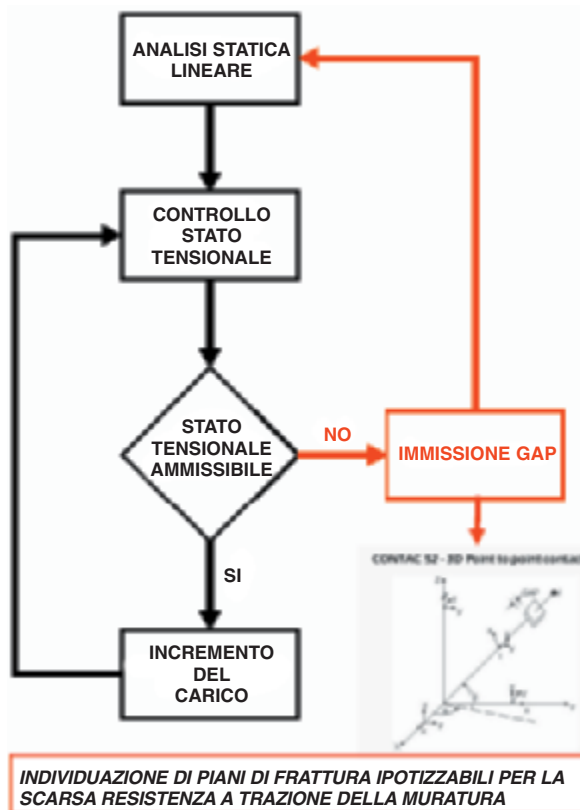 ANALISI STATICA
LINEARE
CONTROLLO
STATO
TENSIONALE
STATO
TENSIONALE
AMMISSIBILE
NO
IMMISSIONE GAP
SI
CONTAC 52 - 3D Point to point contac
INCREMENTO
DEL
CARICO
INDIVIDUAZIONE DI PIANI DI FRATTURA IPOTIZZABILI PER LA
SCARSA RESISTENZA A TRAZIONE DELLA MURATURA